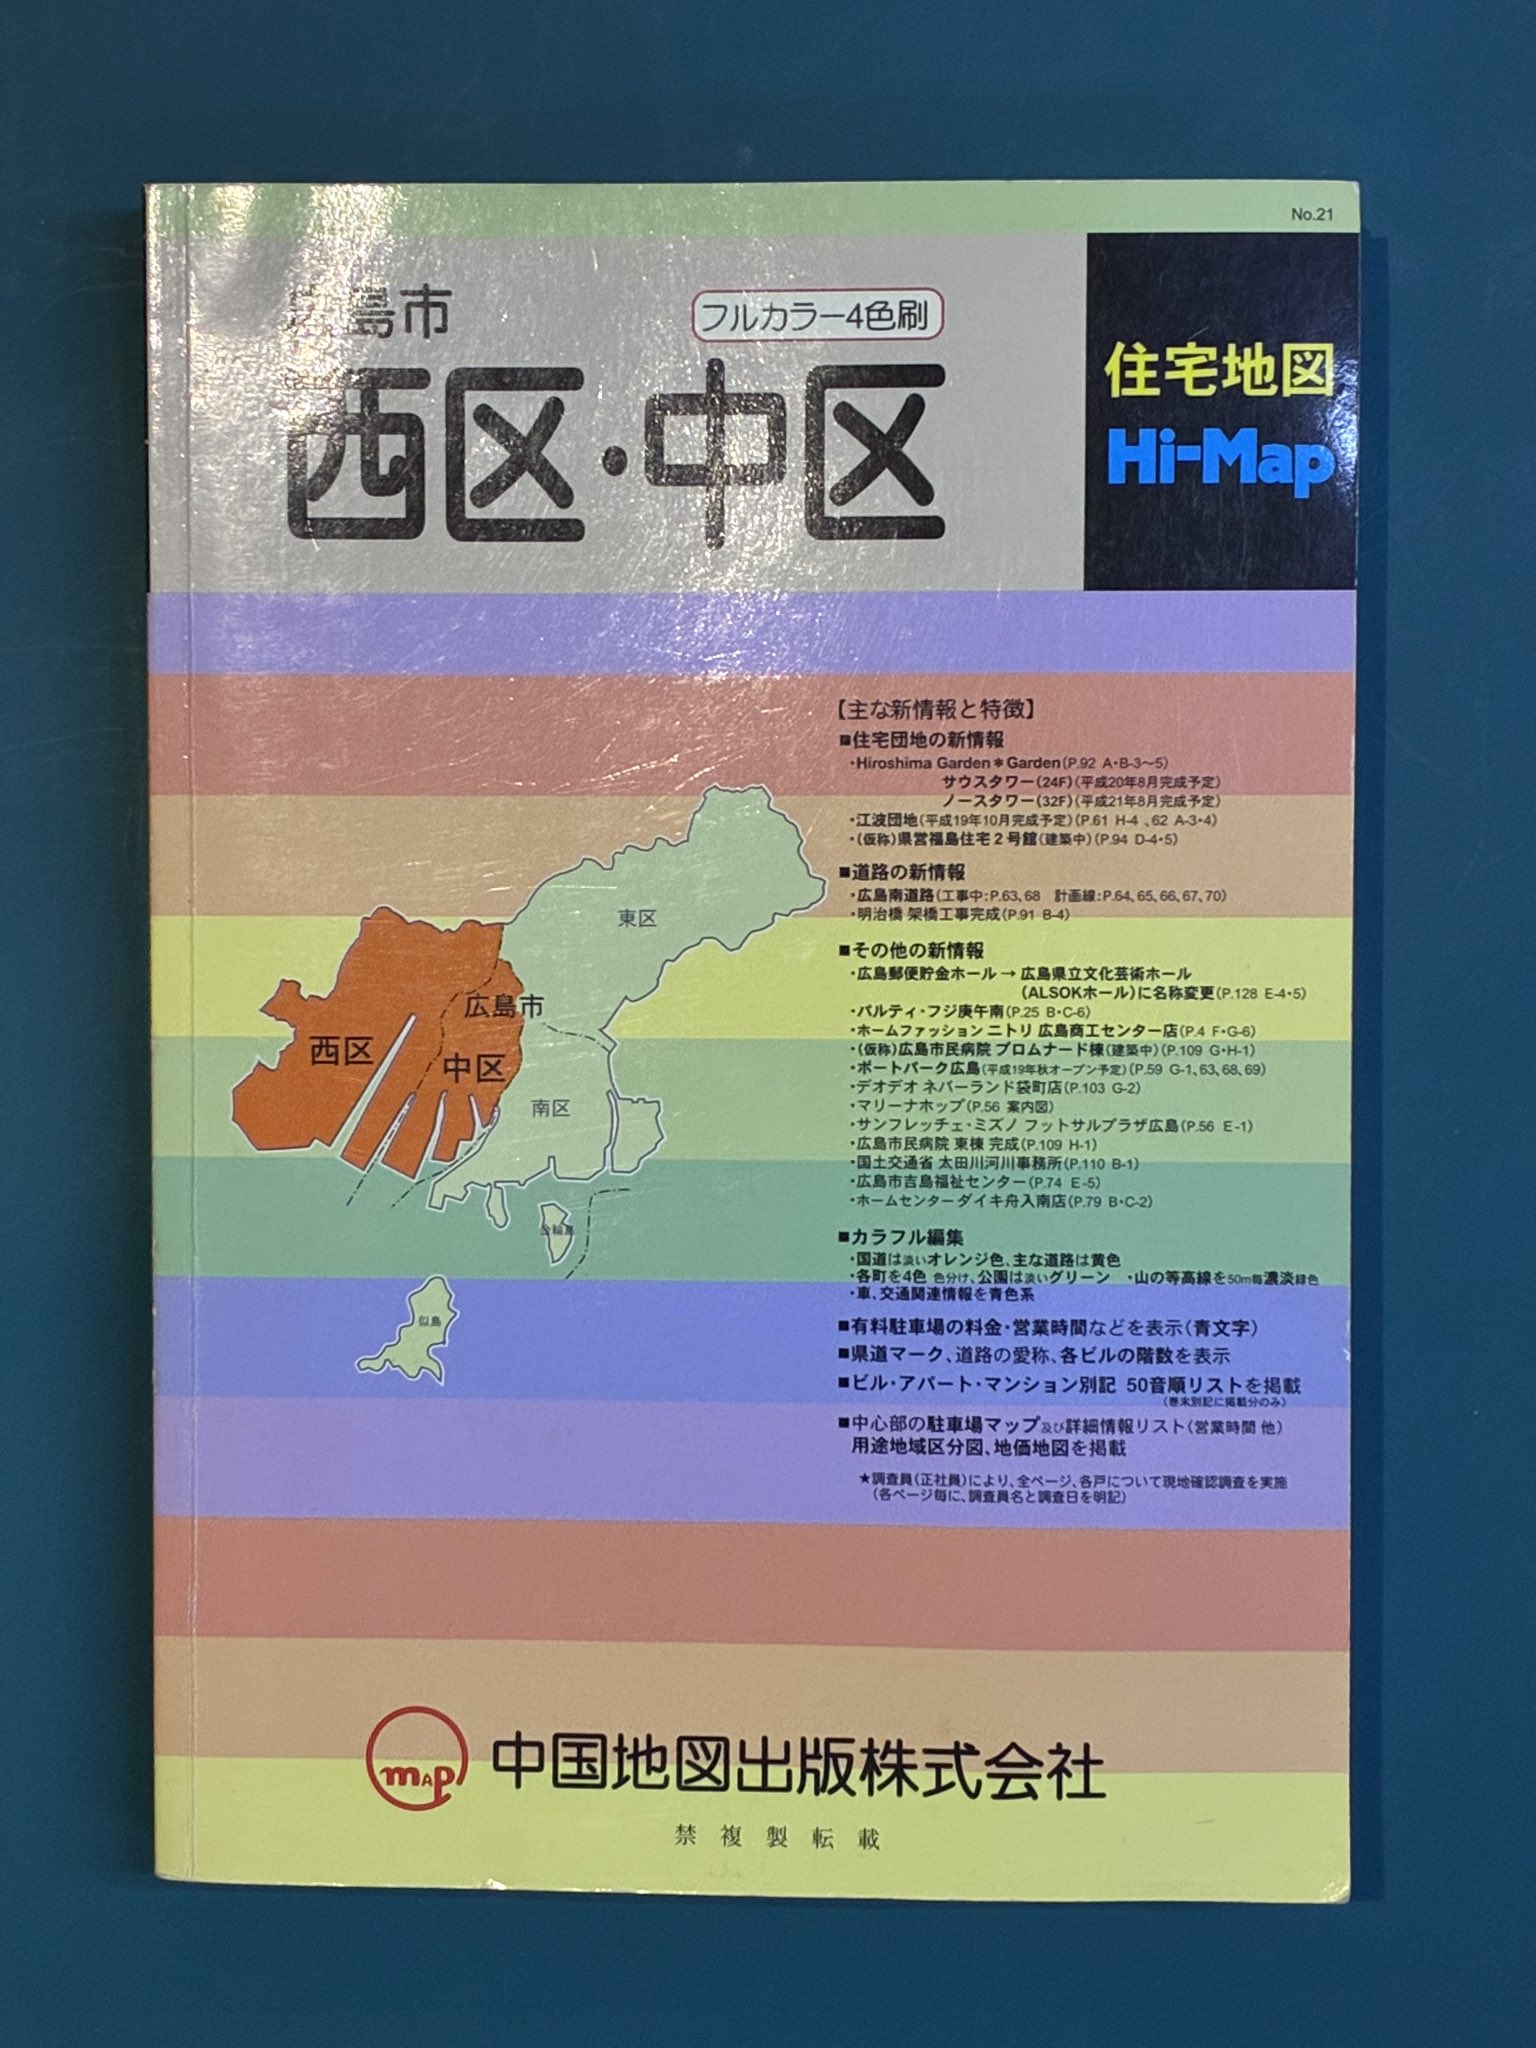 No.21
広島市
フルカラー4色刷
西区・中区
住宅地図
Hi-Map
【主な新情報と特徴】
■住宅団地の新情報
・Hiroshima Garden＊Garden(P.92 A・B-3〜5)
サウスタワー(24F)(平成20年8月完成予定)
ノースタワー(32F)(平成21年8月完成予定)
・江波団地(平成19年10月完成予定)(P.61 H-4 、62 A-3・4)
・(仮称)県営福島住宅２号館(建築中)(P.94 D-4・5)
■道路の新情報
・広島南道路(工事中:P.63、68 計画線:P.64、65、66、67、70)
・明治橋 架橋工事完成(P.91 B-4)
■その他の新情報
・広島郵便貯金ホール → 広島県立文化芸術ホール
(ALSOKホール)に名称変更(P.128 E-4・5)
・パルティ・フジ庚午南(P.25 B・C-6)
・ホームファッション ニトリ 広島商工センター店(P.4 F・G-6)
・(仮称)広島市民病院 プロムナード棟(建築中)(P.109 G・H-1)
・ボートパーク広島(平成19年秋オープン予定)(P.59 G-1、63、68、69)
・デオデオ ネバーランド袋町店(P.103 G-2)
・マリーナホップ(P.56 案内図)
・サンフレッチェ・ミズノ フットサルプラザ広島(P.56 E-1)
・広島市民病院 東棟 完成(P.109 H-1)
・国土交通省 太田川河川事務所(P.110 B-1)
・広島市吉島福祉センター(P.74 E-5)
・ホームセンターダイキ舟入南店(P.79 B・C-2)
■カラフル編集
・国道は淡いオレンジ色、主な道路は黄色
・各町を4色 色分け、公園は淡いグリーン ・山の等高線を50m毎濃淡緑色
・車、交通関連情報を青色系
■有料駐車場の料金・営業時間などを表示(青文字)
■県道マーク、道路の愛称、各ビルの階数を表示
■ビル・アパート・マンション別記 50音順リストを掲載
(巻末別記に掲載分のみ)
■中心部の駐車場マップ及び詳細情報リスト(営業時間 他)
用途地域区分図、地価地図を掲載
★調査員(正社員)により、全ページ、各戸について現地確認調査を実施
(各ページ毎に、調査員名と調査日を明記)
東区
広島市
西区
中区
南区
金輪島
似島
map
中国地図出版株式会社
禁複製転載